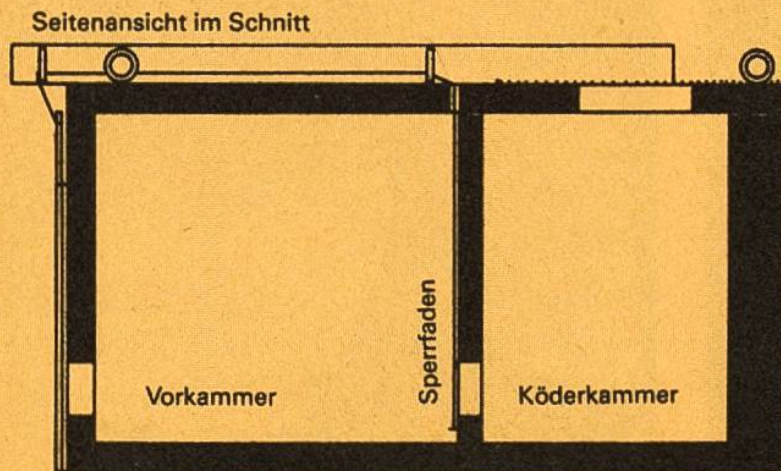 Seitenansicht im Schnitt
Sperrfaden
Vorkammer
Köderkammer